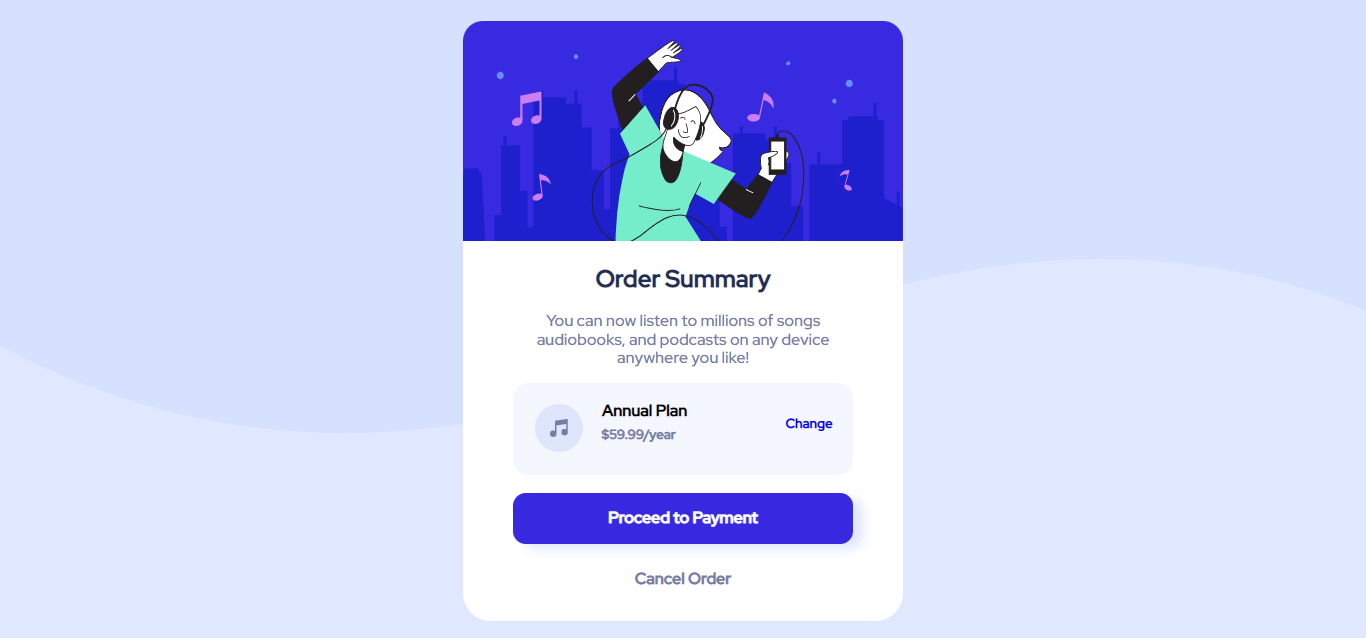 Order Summary
You can now listen to millions of songs
audiobooks, and podcasts on any device
anywhere you like!
Annual Plan
$59.99/year
Change
Proceed to Payment
Cancel Order